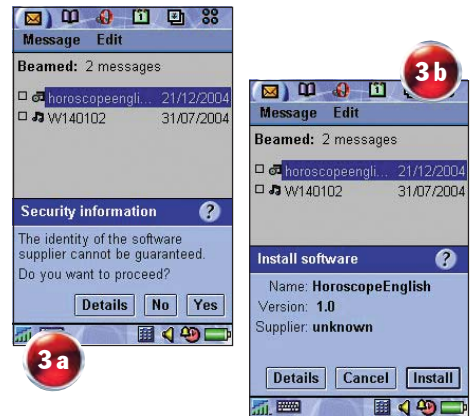 Message Edit
Beamed: 2 messages
horoscopeengli... 21/12/2004
W140102 31/07/2004
Security information ?
The identity of the software
supplier cannot be guaranteed.
Do you want to proceed?
Details No Yes
3a
3b
Message Edit
Beamed: 2 messages
horoscopeengli... 21/12/2004
W140102 31/07/2004
Install software ?
Name: HoroscopeEnglish
Version: 1.0
Supplier: unknown
Details Cancel Install